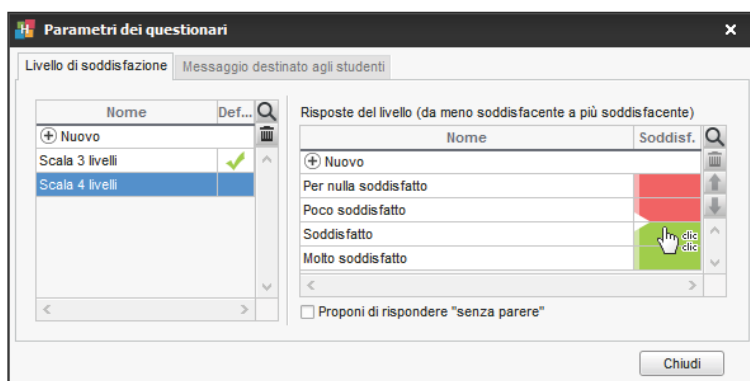 H Parametri dei questionari
Livello di soddisfazione Messaggio destinato agli studenti
Nome Def...
Nuovo
Scala 3 livelli
Scala 4 livelli
Risposte del livello (da meno soddisfacente a più soddisfacente)
Nome Soddisf.
Nuovo
Per nulla soddisfatto
Poco soddisfatto
Soddisfatto
clic
clic
Molto soddisfatto
Proponi di rispondere "senza parere"
Chiudi